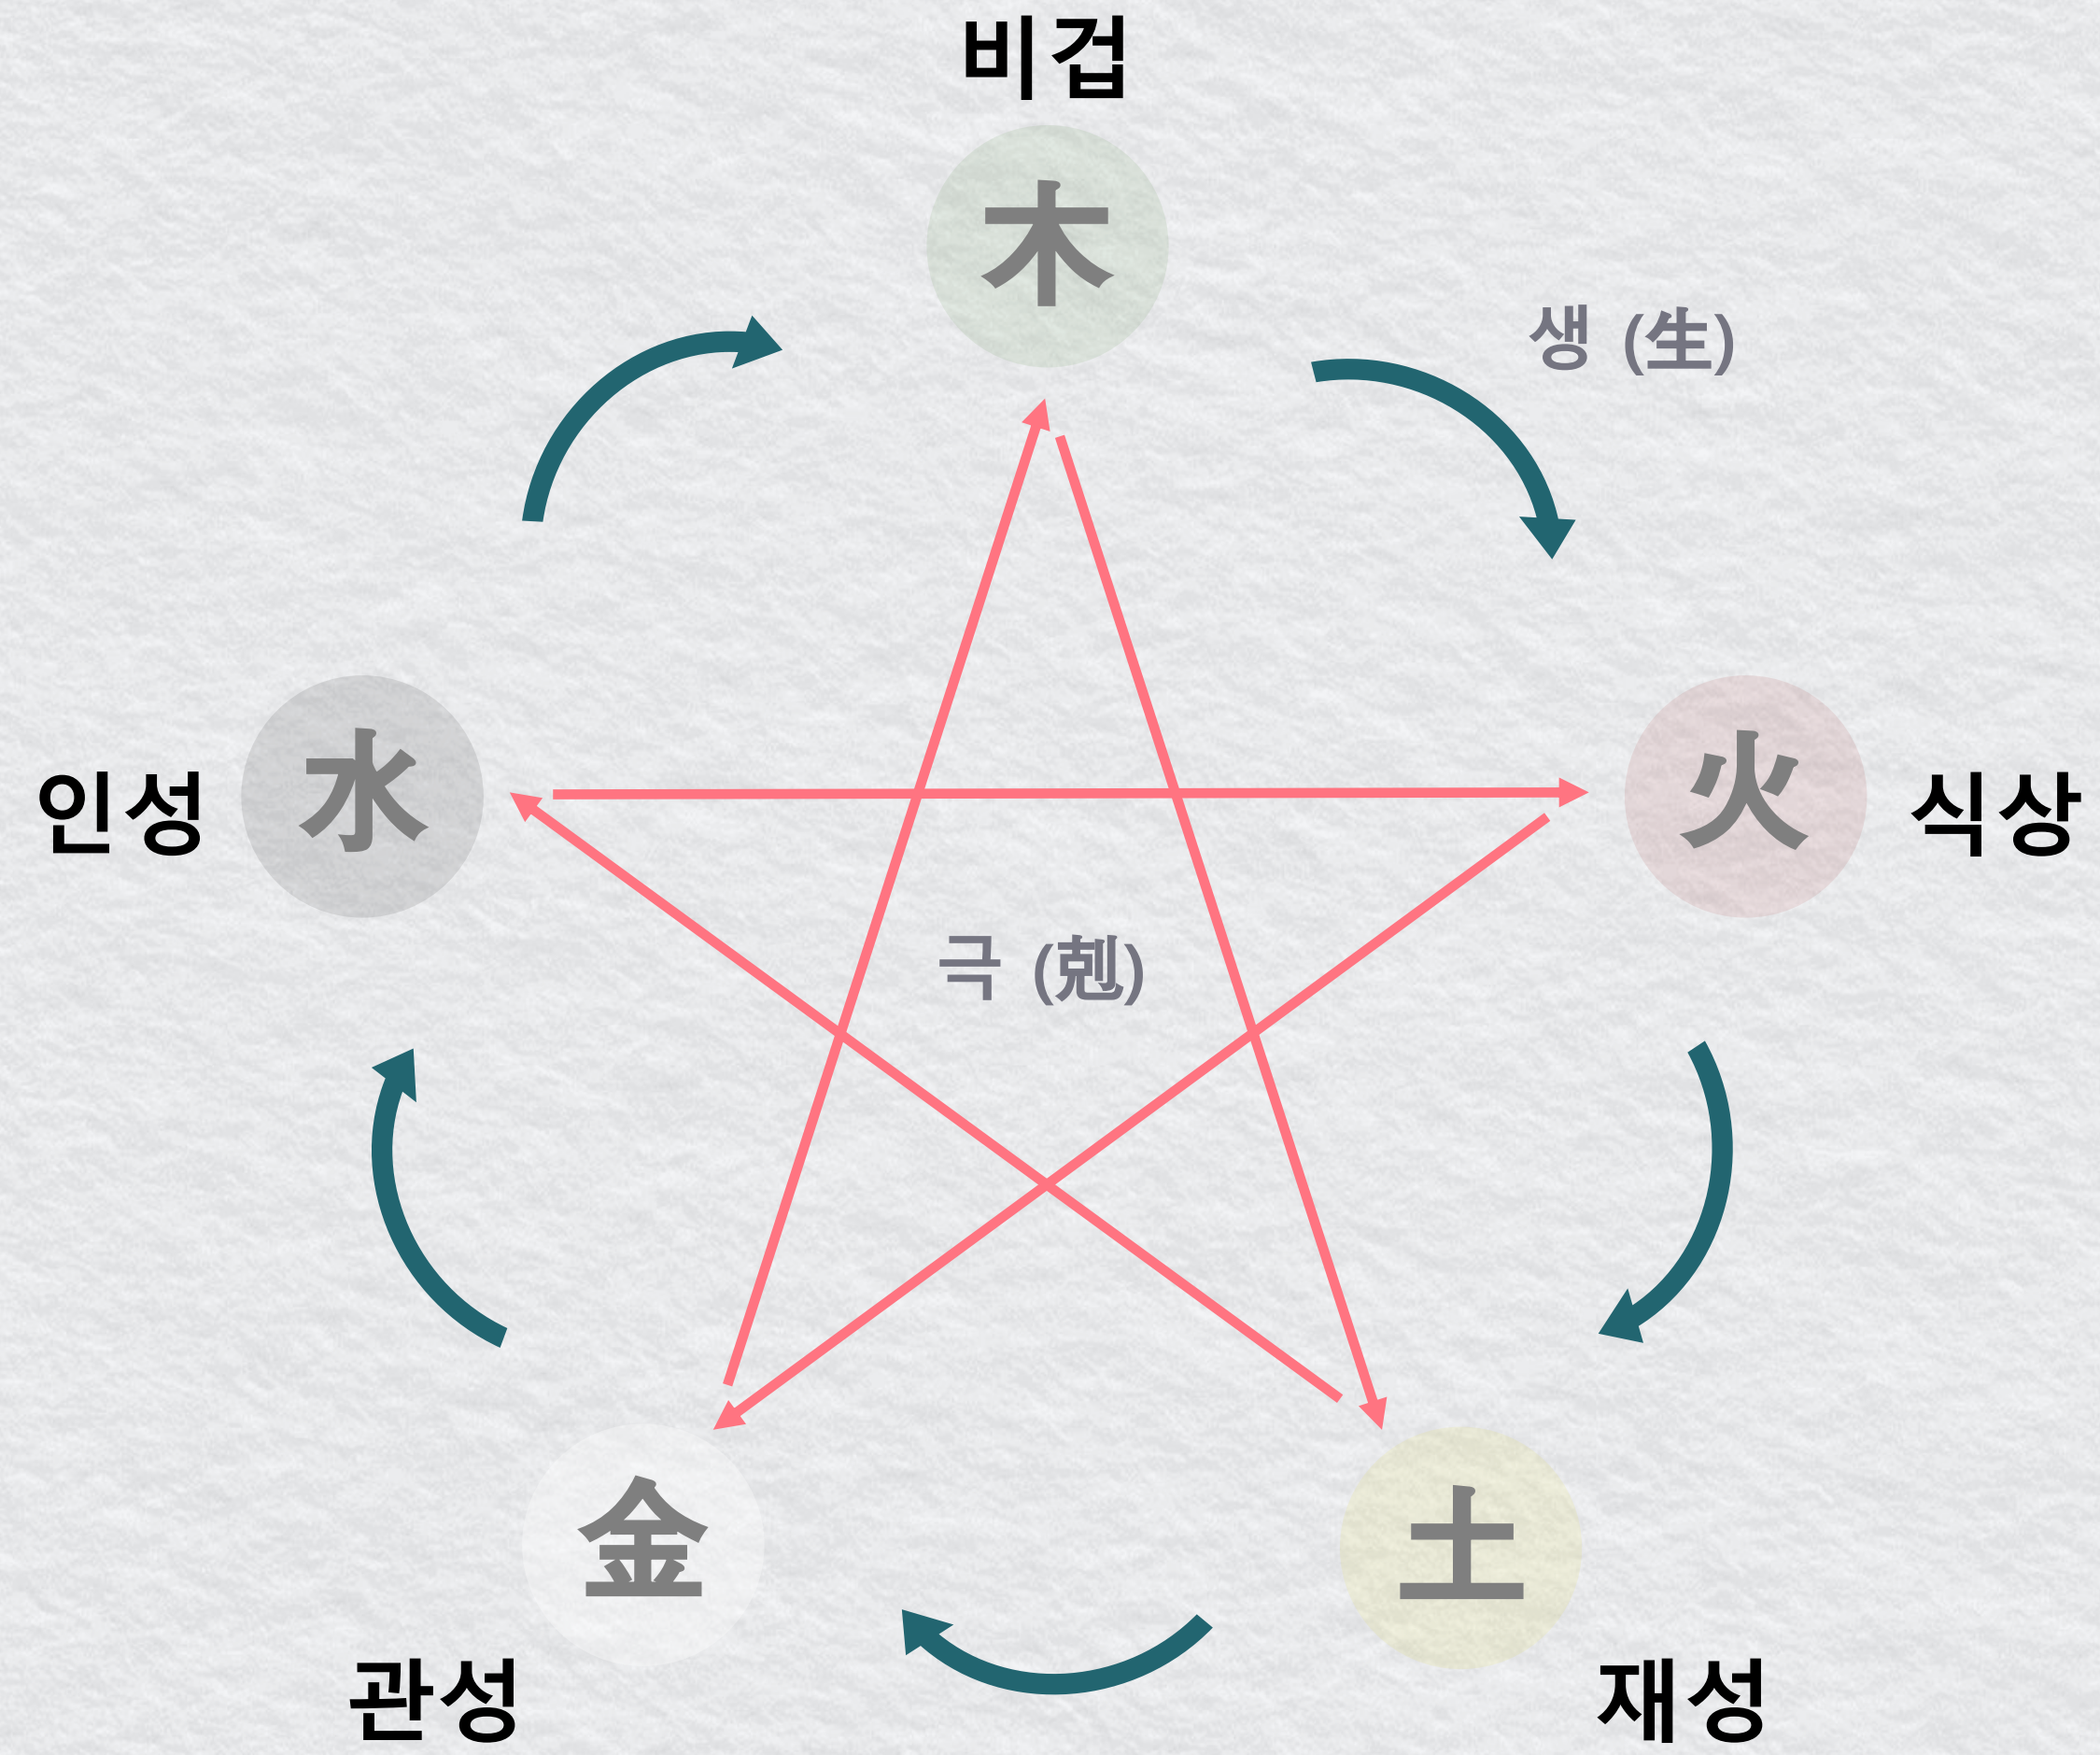 비겁
木
생 (生)
인성
水
火
식상
극 (剋)
金
土
관성
재성